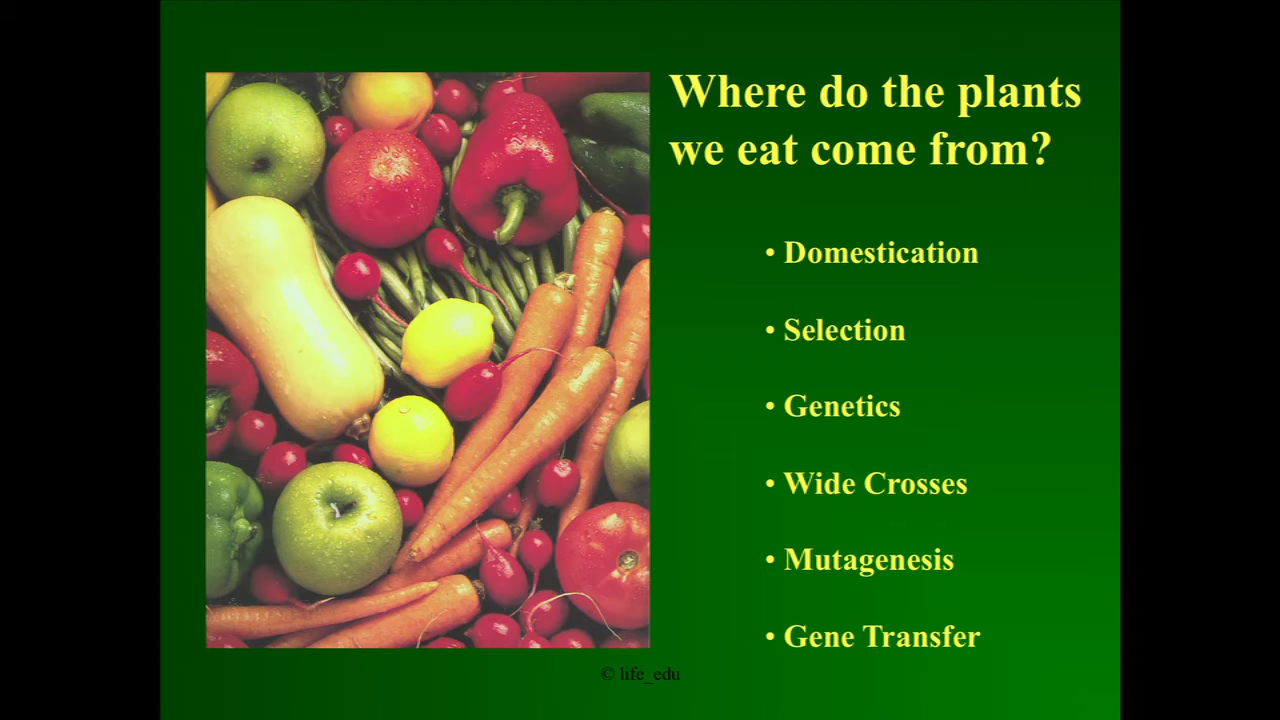 Where do the plants
we eat come from?
• Domestication
• Selection
• Genetics
• Wide Crosses
• Mutagenesis
• Gene Transfer
© life_edu